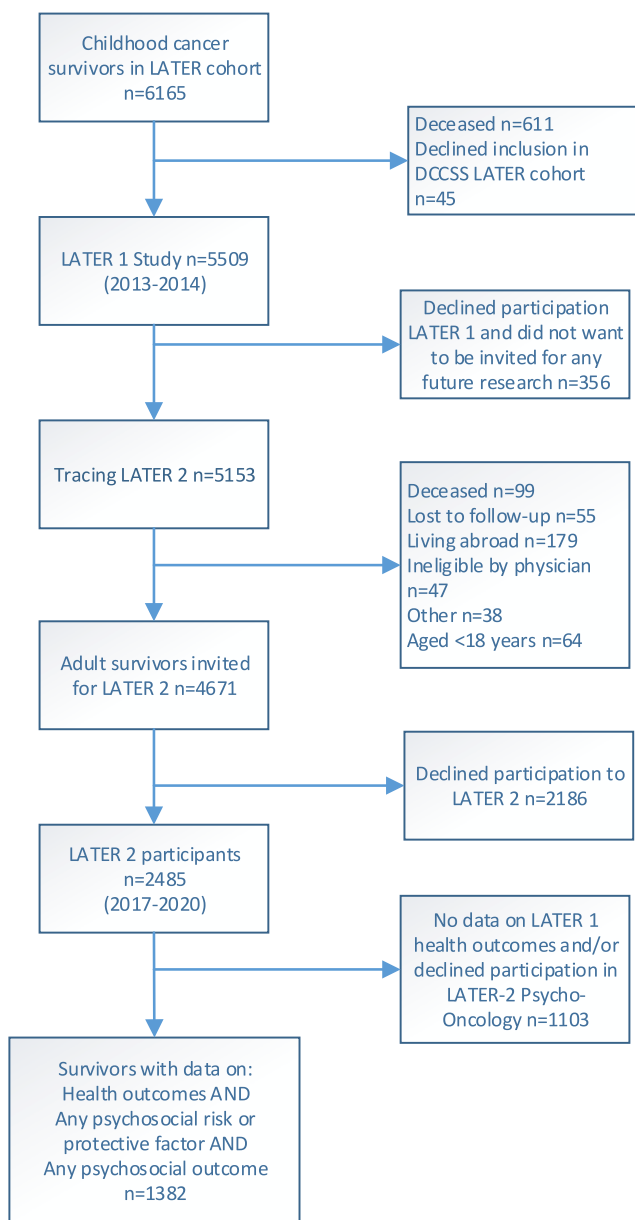 Childhood cancer
survivors in LATER cohort
n=6165
Deceased n=611
Declined inclusion in
DCCSS LATER cohort
n=45
LATER 1 Study n=5509
(2013-2014)
Declined participation
LATER 1 and did not want
to be invited for any
future research n=356
Tracing LATER 2 n=5153
Deceased n=99
Lost to follow-up n=55
Living abroad n=179
Ineligible by physician
n=47
Other n=38
Aged <18 years n=64
Adult survivors invited
for LATER 2 n=4671
Declined participation to
LATER 2 n=2186
LATER 2 participants
n=2485
(2017-2020)
No data on LATER 1
health outcomes and/or
declined participation in
LATER-2 Psycho-
Oncology n=1103
Survivors with data on:
Health outcomes AND
Any psychosocial risk or
protective factor AND
Any psychosocial outcome
n=1382